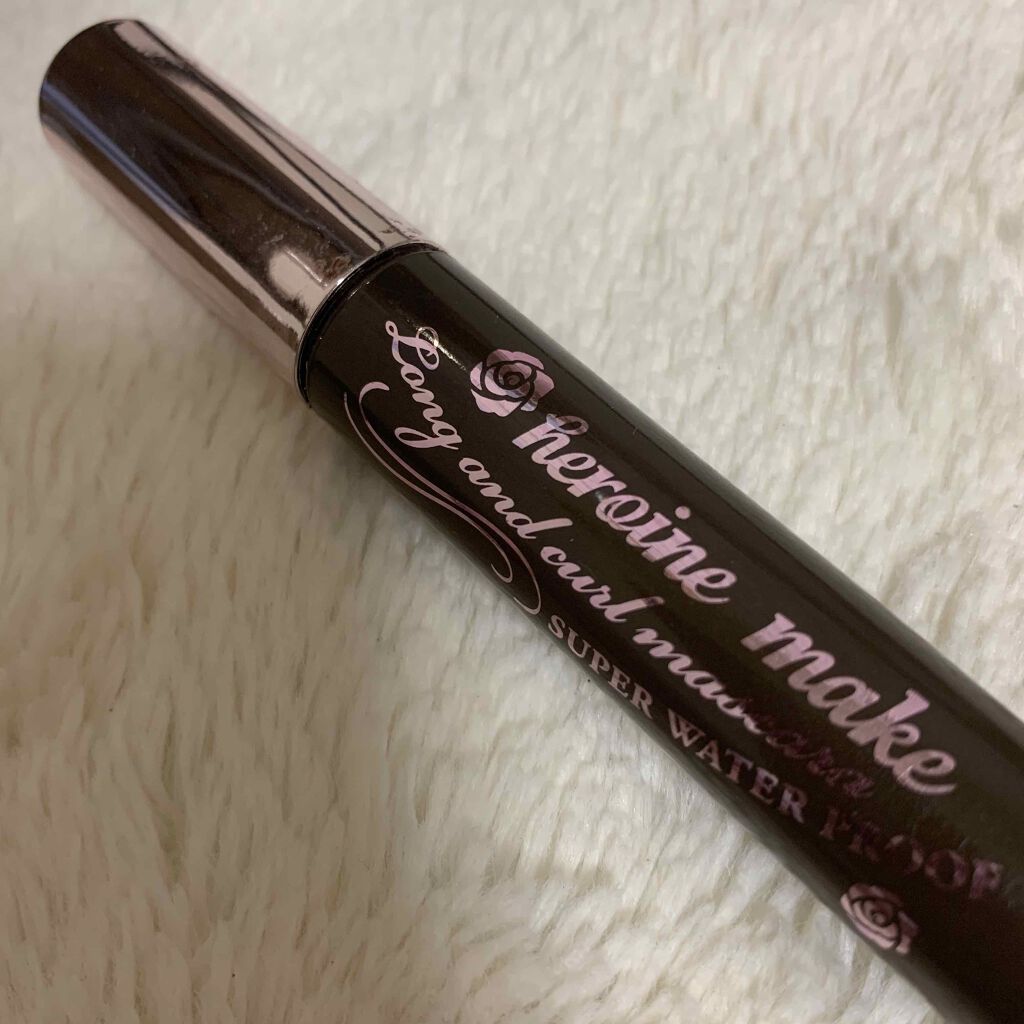 heroine make
Long and curl mascara
SUPER WATER PROOF